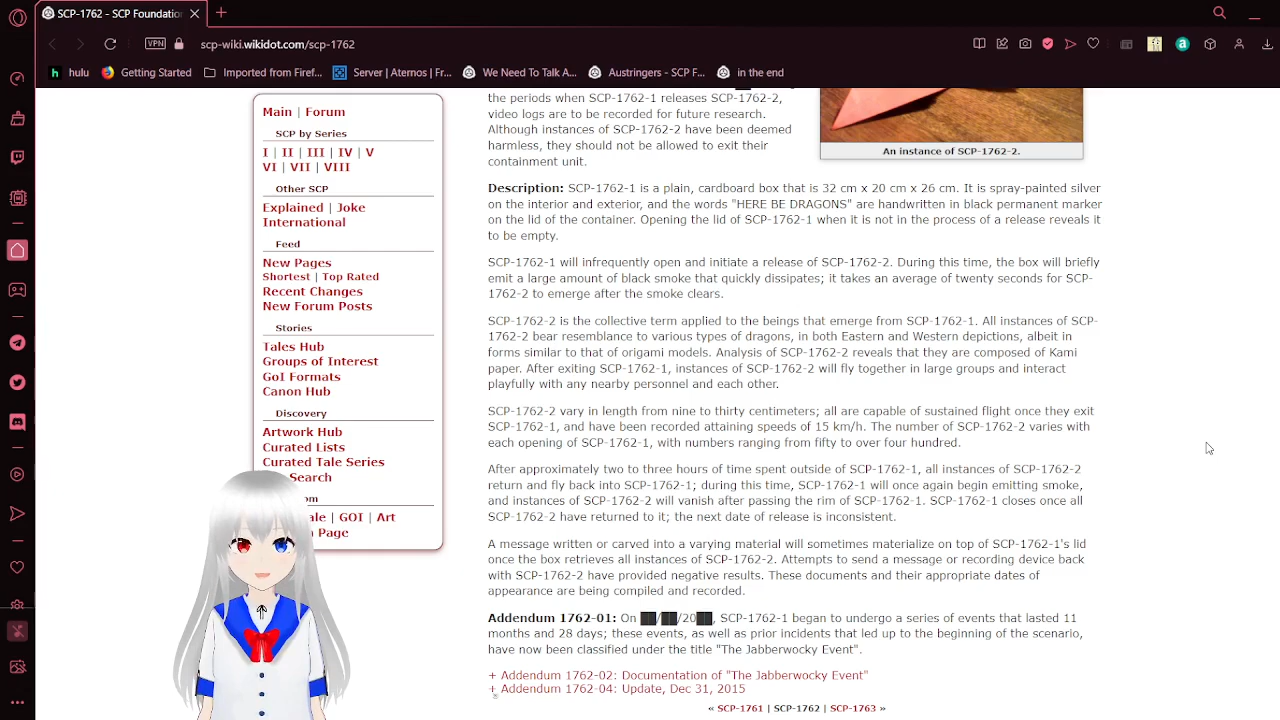 SCP-1762 - SCP Foundatio
VPN
scp-wiki.wikidot.com/scp-1762
hulu
Getting Started
Imported from Firef...
Server | Aternos | Fr...
We Need To Talk A...
Austringers - SCP F...
in the end
Main | Forum
SCP by Series
I | II | III | IV | V
VI | VII | VIII
Other SCP
Explained | Joke
International
Feed
New Pages
Shortest | Top Rated
Recent Changes
New Forum Posts
Stories
Tales Hub
Groups of Interest
GoI Formats
Canon Hub
Discovery
Artwork Hub
Curated Lists
Curated Tale Series
Search
om
ale | GOI | Art
Page
the periods when SCP-1762-1 releases SCP-1762-2,
video logs are to be recorded for future research.
Although instances of SCP-1762-2 have been deemed
harmless, they should not be allowed to exit their
containment unit.
An instance of SCP-1762-2.
Description: SCP-1762-1 is a plain, cardboard box that is 32 cm x 20 cm x 26 cm. It is spray-painted silver
on the interior and exterior, and the words "HERE BE DRAGONS" are handwritten in black permanent marker
on the lid of the container. Opening the lid of SCP-1762-1 when it is not in the process of a release reveals it
to be empty.
SCP-1762-1 will infrequently open and initiate a release of SCP-1762-2. During this time, the box will briefly
emit a large amount of black smoke that quickly dissipates; it takes an average of twenty seconds for SCP-
1762-2 to emerge after the smoke clears.
SCP-1762-2 is the collective term applied to the beings that emerge from SCP-1762-1. All instances of SCP-
1762-2 bear resemblance to various types of dragons, in both Eastern and Western depictions, albeit in
forms similar to that of origami models. Analysis of SCP-1762-2 reveals that they are composed of Kami
paper. After exiting SCP-1762-1, instances of SCP-1762-2 will fly together in large groups and interact
playfully with any nearby personnel and each other.
SCP-1762-2 vary in length from nine to thirty centimeters; all are capable of sustained flight once they exit
SCP-1762-1, and have been recorded attaining speeds of 15 km/h. The number of SCP-1762-2 varies with
each opening of SCP-1762-1, with numbers ranging from fifty to over four hundred.
After approximately two to three hours of time spent outside of SCP-1762-1, all instances of SCP-1762-2
return and fly back into SCP-1762-1; during this time, SCP-1762-1 will once again begin emitting smoke,
and instances of SCP-1762-2 will vanish after passing the rim of SCP-1762-1. SCP-1762-1 closes once all
SCP-1762-2 have returned to it; the next date of release is inconsistent.
A message written or carved into a varying material will sometimes materialize on top of SCP-1762-1's lid
once the box retrieves all instances of SCP-1762-2. Attempts to send a message or recording device back
with SCP-1762-2 have provided negative results. These documents and their appropriate dates of
appearance are being compiled and recorded.
Addendum 1762-01: On ██/██/20██, SCP-1762-1 began to undergo a series of events that lasted 11
months and 28 days; these events, as well as prior incidents that led up to the beginning of the scenario,
have now been classified under the title "The Jabberwocky Event".
+ Addendum 1762-02: Documentation of "The Jabberwocky Event"
+ Addendum 1762-04: Update, Dec 31, 2015
« SCP-1761 | SCP-1762 | SCP-1763 »